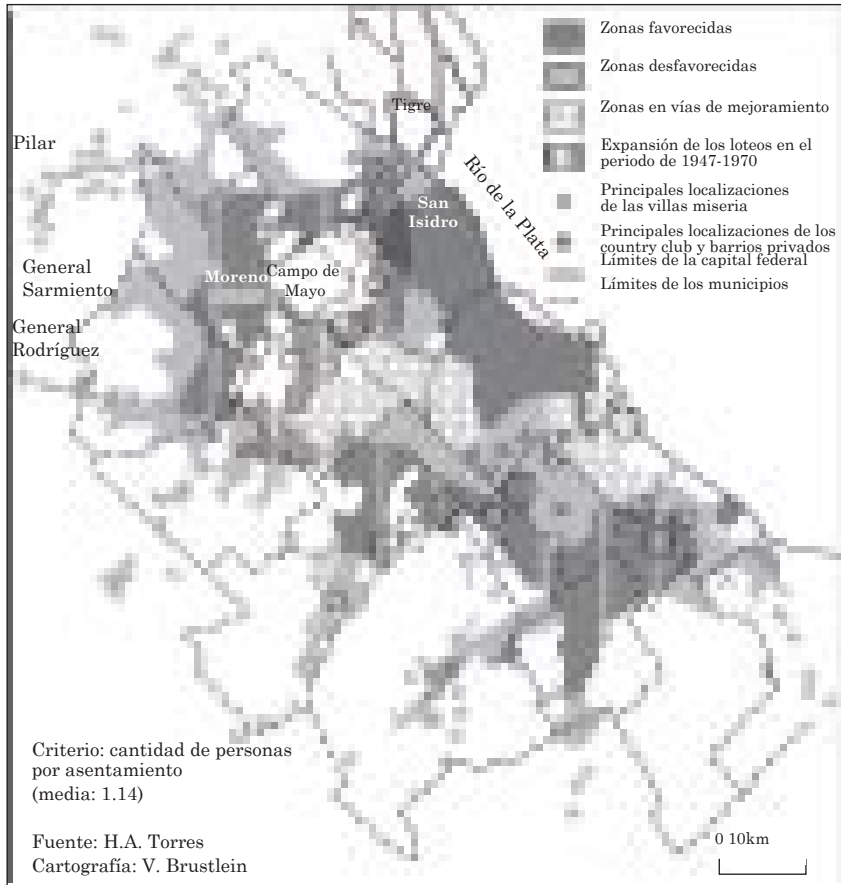 Zonas favorecidas
Zonas desfavorecidas
Zonas en vías de mejoramiento
Expansión de los loteos en el
periodo de 1947-1970
Principales localizaciones
de las villas miseria
Principales localizaciones de los
country club y barrios privados
Límites de la capital federal
Límites de los municipios
Tigre
Pilar
Río de la Plata
San
Isidro
General
Sarmiento
Moreno
Campo de
Mayo
General
Rodríguez
Criterio: cantidad de personas
por asentamiento
(media: 1.14)
Fuente: H.A. Torres
Cartografía: V. Brustlein
0 10km